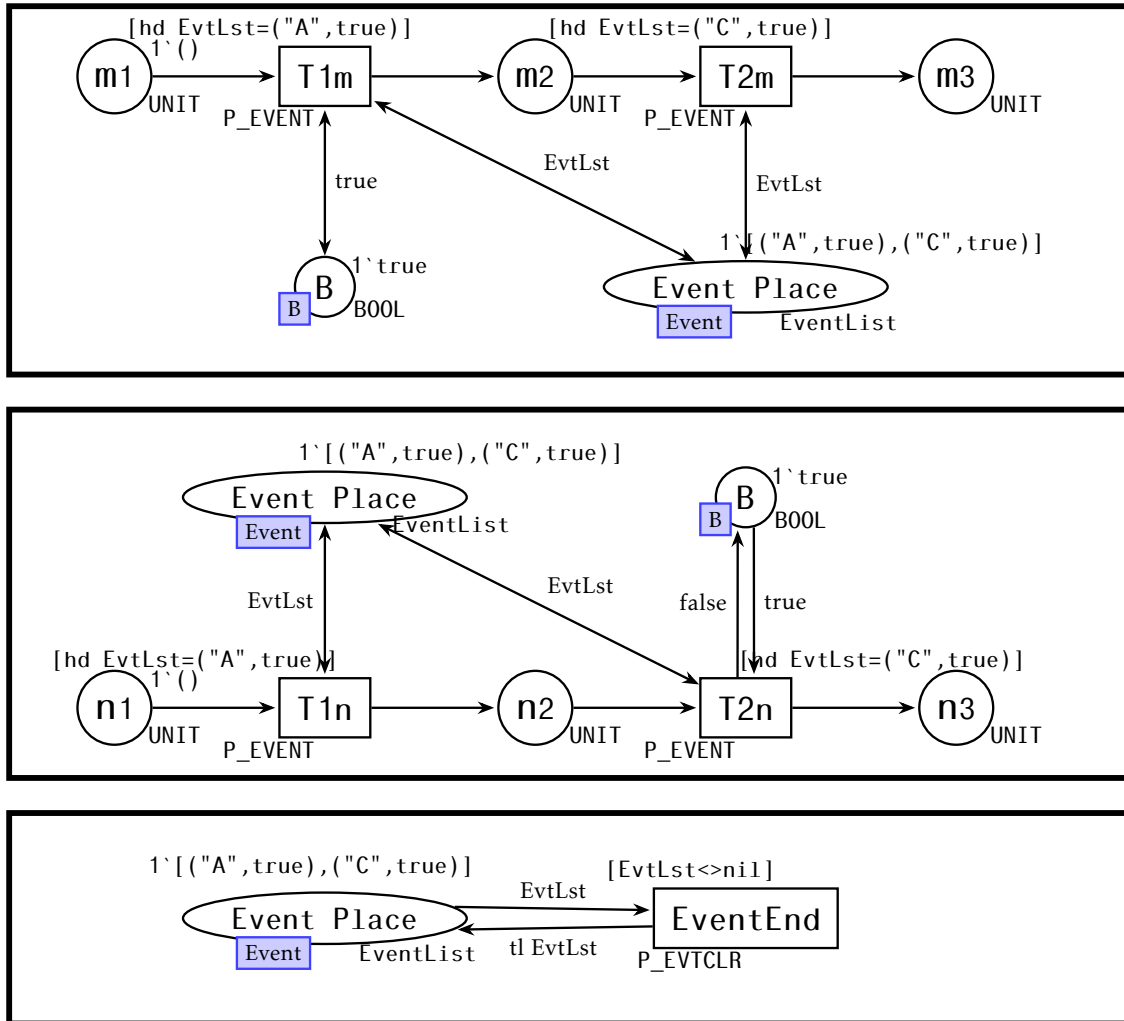 [hd EvtLst=("A",true)]
[hd EvtLst=("C",true)]
1`()
m1
T1m
m2
T2m
m3
UNIT
P_EVENT
UNIT
P_EVENT
UNIT
EvtLst
true
EvtLst
1`[("A",true),("C",true)]
1`true
B
Event Place
B
BOOL
Event
EventList
1`[("A",true),("C",true)]
1`true
Event Place
B
B
BOOL
Event
EventList
EvtLst
EvtLst
false
true
[hd EvtLst=("A",true)]
[hd EvtLst=("C",true)]
1`()
n1
T1n
n2
T2n
n3
UNIT
P_EVENT
UNIT
P_EVENT
UNIT
1`[("A",true),("C",true)]
[EvtLst<>nil]
EvtLst
Event Place
EventEnd
Event
EventList
tl EvtLst
P_EVTCLR